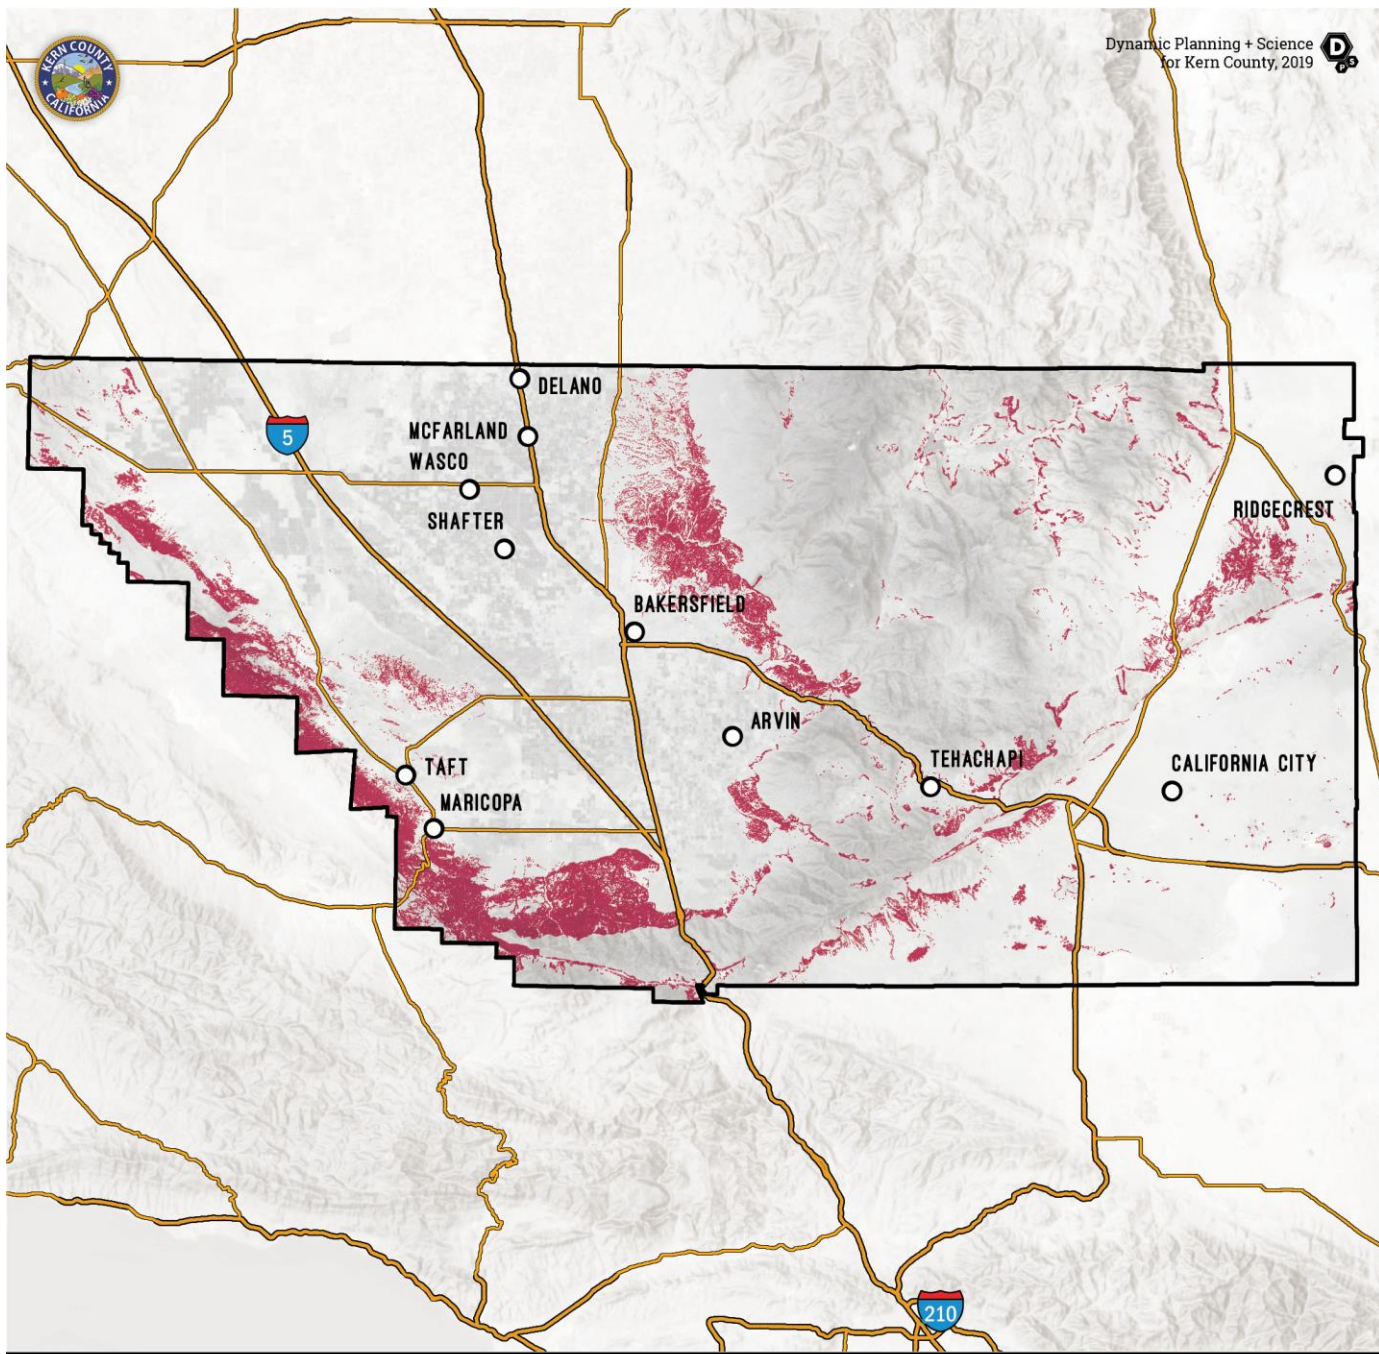 KERN COUNTY
CALIFORNIA
Dynamic Planning + Science
for Kern County, 2019
D
P S
DELANO
5
MCFARLAND
WASCO
RIDGECREST
SHAFTER
BAKERSFIELD
ARVIN
TAFT
TEHACHAPI
CALIFORNIA CITY
MARICOPA
210